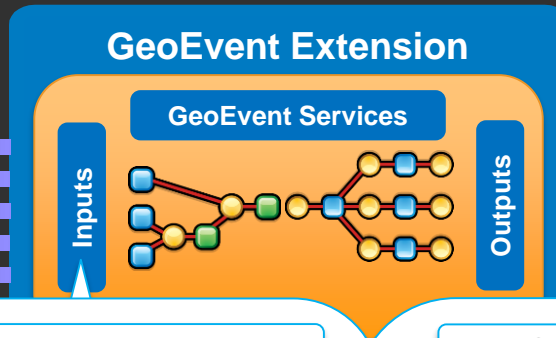 GeoEvent Extension
GeoEvent Services
Inputs
Outputs